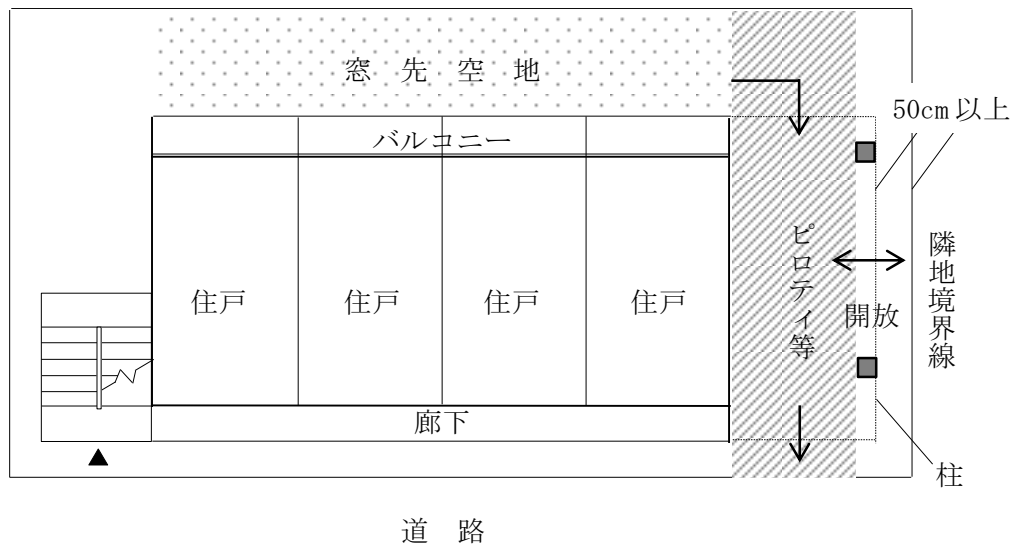 窓先空地
50cm以上
バルコニー
ピロティ等
隣地境界線
住戸
住戸
住戸
住戸
開放
廊下
柱
道路